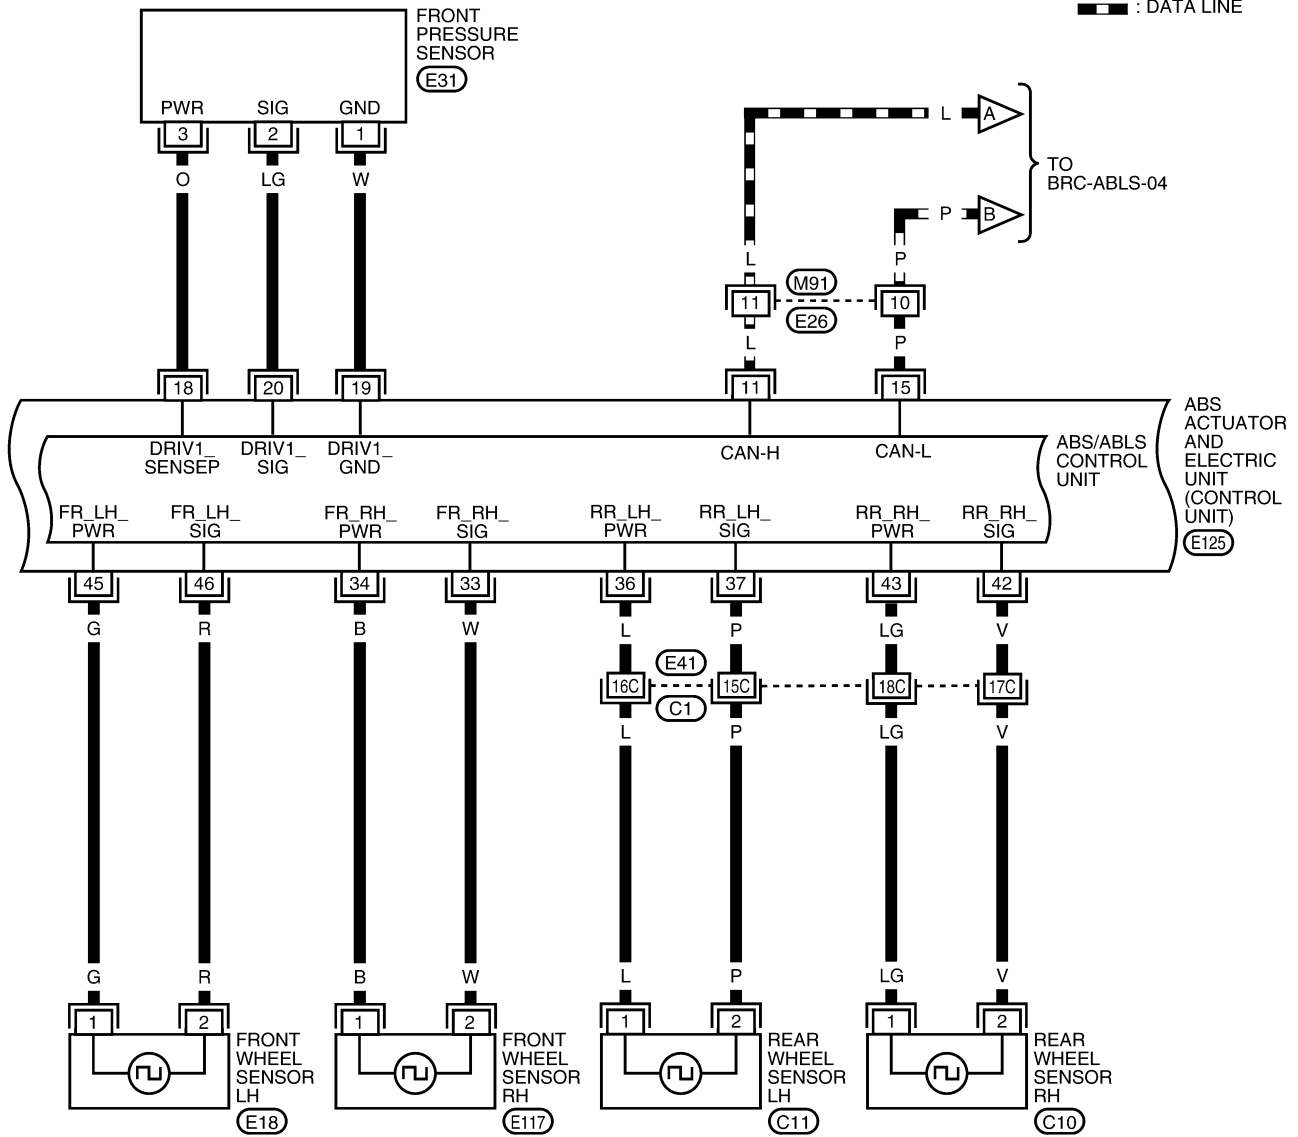 : DATA LINE
FRONT
PRESSURE
SENSOR
E31
PWR SIG GND
3 2 1
O LG W
L A
TO
BRC-ABLS-04
P B
L P
M91
11 10
E26
L P
18 20 19 11 15
DRIV1_ DRIV1_ DRIV1_
SENSEP SIG GND
CAN-H CAN-L
ABS/ABLS
CONTROL
UNIT
ABS
ACTUATOR
AND
ELECTRIC
UNIT
(CONTROL
UNIT)
E125
FR_LH_ FR_LH_ FR_RH_ FR_RH_ RR_LH_ RR_LH_ RR_RH_ RR_RH_
PWR SIG PWR SIG PWR SIG PWR SIG
45 46 34 33 36 37 43 42
G R B W L P LG V
E41
16C 15C 18C 17C
C1
L P LG V
G R B W L P LG V
1 2 1 2 1 2 1 2
FRONT
WHEEL
SENSOR
LH
E18
FRONT
WHEEL
SENSOR
RH
E117
REAR
WHEEL
SENSOR
LH
C11
REAR
WHEEL
SENSOR
RH
C10